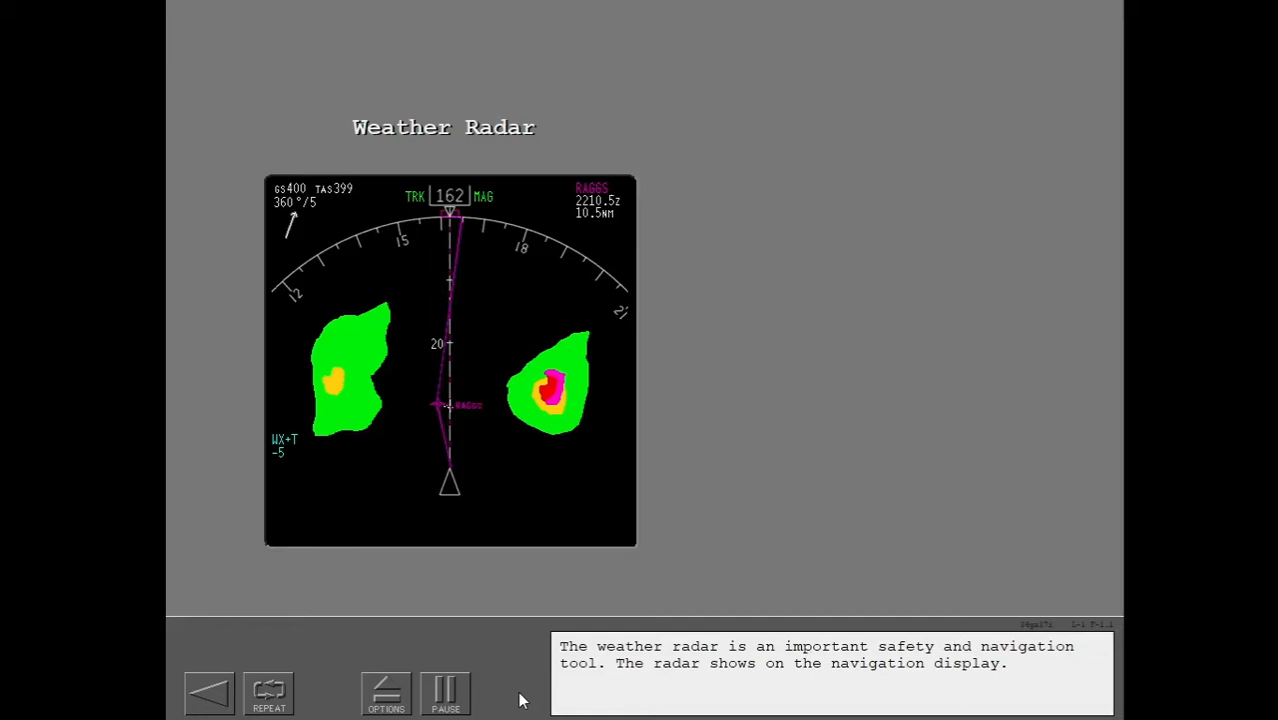 Weather Radar
GS400 TAS399
360°/5
TRK 162 MAG
RAGGS
2210.5z
10.5NM
12
15
18
21
20
RAGGS
WX+T
-5
The weather radar is an important safety and navigation
tool. The radar shows on the navigation display.
REPEAT
OPTIONS
PAUSE